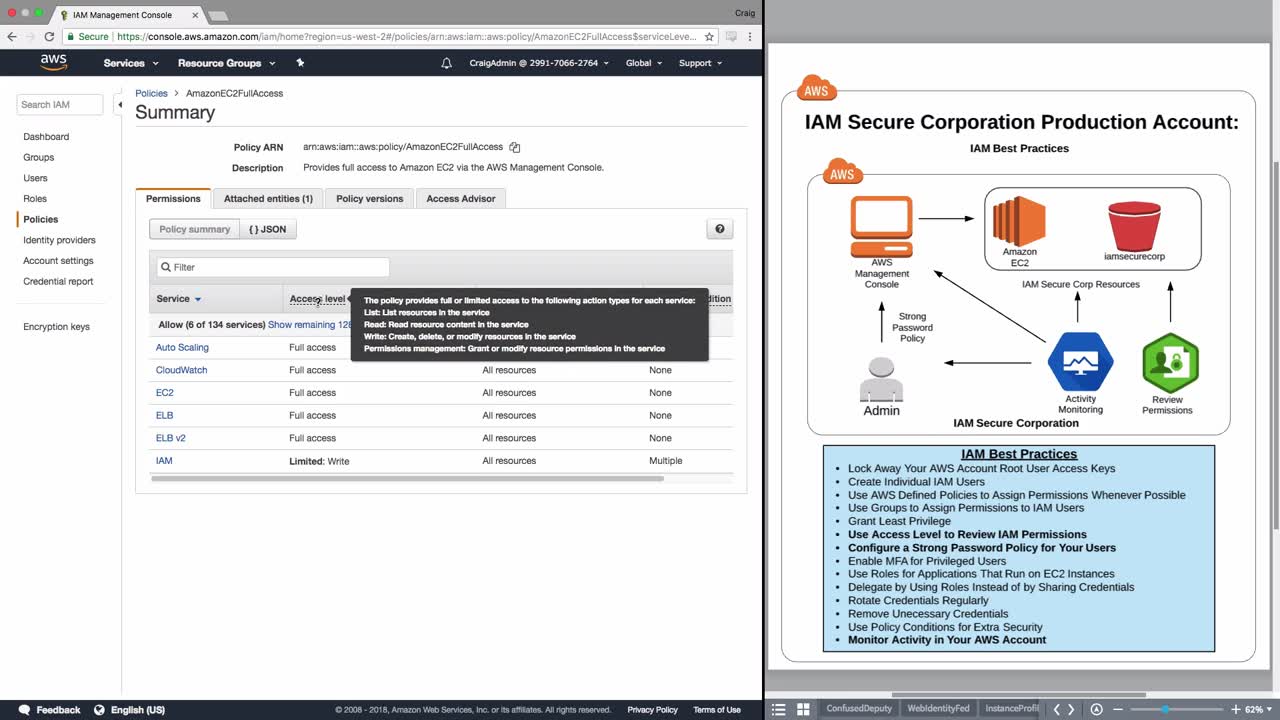 IAM Management Console
Craig
Secure | https://console.aws.amazon.com/iam/home?region=us-west-2#/policies/arn:aws:iam::aws:policy/AmazonEC2FullAccess$serviceLeve...
aws
Services
Resource Groups
CraigAdmin @ 2991-7066-2764
Global
Support
Search IAM
Dashboard
Groups
Users
Roles
Policies
Identity providers
Account settings
Credential report
Encryption keys
Policies > AmazonEC2FullAccess
Summary
Policy ARN
arn:aws:iam::aws:policy/AmazonEC2FullAccess
Description
Provides full access to Amazon EC2 via the AWS Management Console.
Permissions
Attached entities (1)
Policy versions
Access Advisor
Policy summary
{ } JSON
?
Filter
Service
Access level
dition
The policy provides full or limited access to the following action types for each service:
List: List resources in the service
Read: Read resource content in the service
Write: Create, delete, or modify resources in the service
Permissions management: Grant or modify resource permissions in the service
Allow (6 of 134 services) Show remaining 128
Auto Scaling Full access
CloudWatch Full access All resources None
EC2 Full access All resources None
ELB Full access All resources None
ELB v2 Full access All resources None
IAM Limited: Write All resources Multiple
Feedback
English (US)
© 2008 - 2018, Amazon Web Services, Inc. or its affiliates. All rights reserved.
Privacy Policy
Terms of Use
AWS
IAM Secure Corporation Production Account:
IAM Best Practices
AWS
AWS
Management
Console
Amazon
EC2
iamsecurecorp
IAM Secure Corp Resources
Strong
Password
Policy
Admin
Activity
Monitoring
Review
Permissions
IAM Secure Corporation
IAM Best Practices
• Lock Away Your AWS Account Root User Access Keys
• Create Individual IAM Users
• Use AWS Defined Policies to Assign Permissions Whenever Possible
• Use Groups to Assign Permissions to IAM Users
• Grant Least Privilege
• Use Access Level to Review IAM Permissions
• Configure a Strong Password Policy for Your Users
• Enable MFA for Privileged Users
• Use Roles for Applications That Run on EC2 Instances
• Delegate by Using Roles Instead of by Sharing Credentials
• Rotate Credentials Regularly
• Remove Unecessary Credentials
• Use Policy Conditions for Extra Security
• Monitor Activity in Your AWS Account
ConfusedDeputy
WebIdentityFed
InstanceProfi
62%